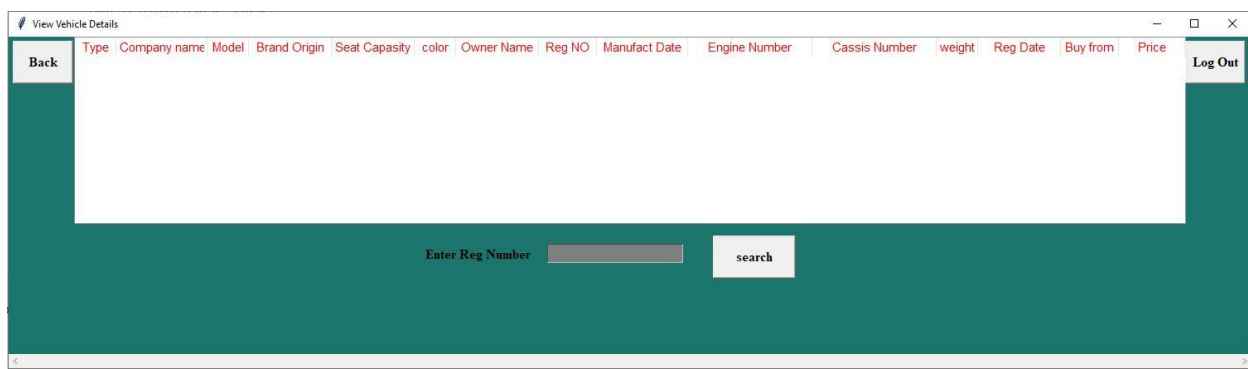 View Vehicle Details
Back Type Company name Model Brand Origin Seat Capasity color Owner Name Reg NO Manufact Date Engine Number Cassis Number weight Reg Date Buy from Price Log Out
Enter Reg Number search